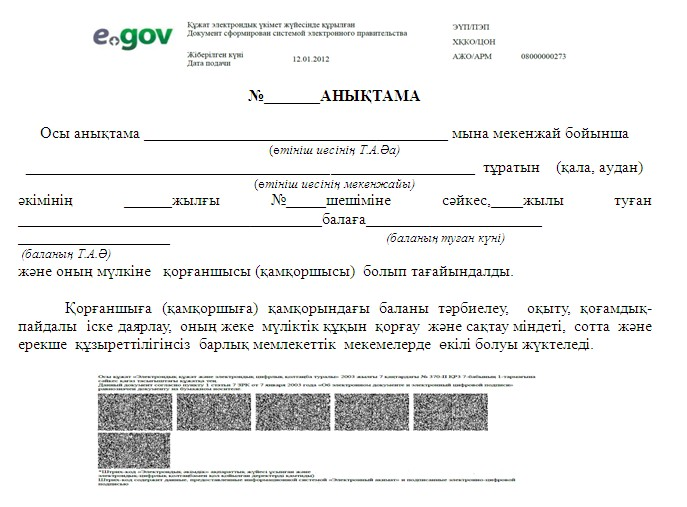 e.gov
Құжат электрондық үкімет жүйесінде құрылған
Документ сформирован системой электронного правительства
Жіберілген күні
Дата подачи
12.01.2012
ЭҮП/ПЭП
ХҚКО/ЦОН
АЖО/АРМ 08000000273
№_______АНЫҚТАМА
Осы анықтама ______________________________________ мына мекенжай бойынша
(өтініш иесінің Т.А.Әа)
________________________________________________________ тұратын (қала, аудан)
(өтініш иесінің мекенжайы)
әкімінің ______жылғы №_____шешіміне сәйкес,____жылы туған
______________________________________балаға______________________
___________________ (баланың туған күні)
(баланың Т.А.Ә)
және оның мүлкіне қорғаншысы (қамқоршысы) болып тағайындалды.
Қорғаншыға (қамқоршыға) қамқорындағы баланы тәрбиелеу, оқыту, қоғамдық-
пайдалы іске даярлау, оның жеке мүліктік құқын қорғау және сақтау міндеті, сотта және
ерекше құзыреттілігінсіз барлық мемлекеттік мекемелерде өкілі болуы жүктеледі.
Осы құжат «Электрондық құжат және электрондық цифрлық қолтаңба туралы» 2003 жылғы 7 қаңтардағы № 370-II ҚРЗ 7-бабының 1-тармағына
сәйкес қағаз тасығыштағы құжатқа тең
Данный документ согласно пункту 1 статьи 7 ЗРК от 7 января 2003 года «Об электронном документе и электронной цифровой подписи»
равнозначен документу на бумажном носителе
*Штрих-код «Электрондық әкімдік» ақпараттық жүйесі ұсынған және
электрондық-цифрлық қолтаңбамен қол қойылған деректерді қамтиды)
Штрих-код содержит данные, предоставленные информационной системой «Электронный акимат» и подписанные электронно-цифровой
подписью